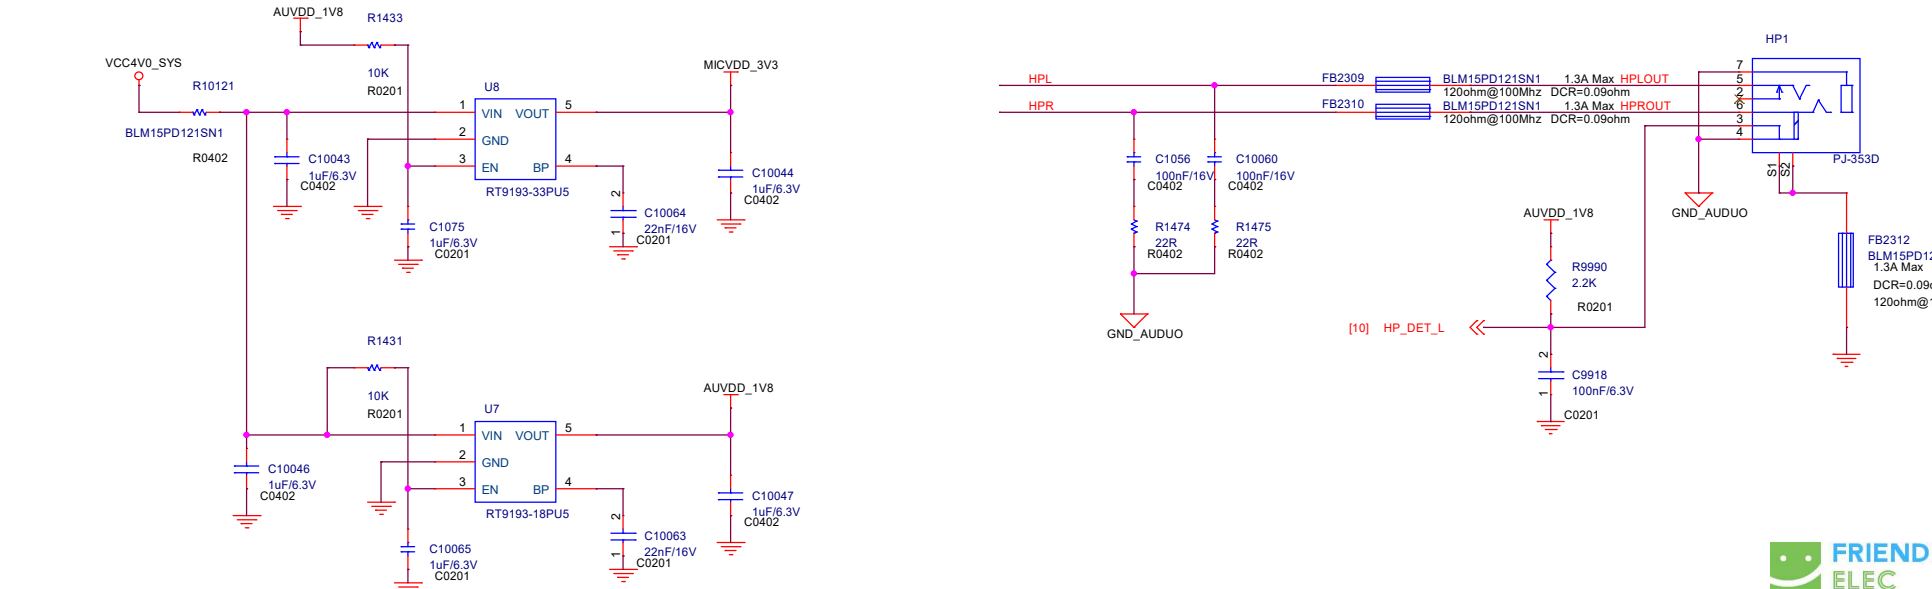 AUVDD_1V8
R1433
VCC4V0_SYS
10K
R0201
R10121
BLM15PD121SN1
R0402
U8
1 VIN VOUT 5
2 GND
3 EN BP 4
RT9193-33PU5
MICVDD_3V3
C10043
1uF/6.3V
C0402
C1075
1uF/6.3V
C0201
2
1
C10064
22nF/16V
C0201
C10044
1uF/6.3V
C0402
R1431
10K
R0201
U7
1 VIN VOUT 5
2 GND
3 EN BP 4
RT9193-18PU5
AUVDD_1V8
C10046
1uF/6.3V
C0402
C10065
1uF/6.3V
C0201
2
1
C10063
22nF/16V
C0201
C10047
1uF/6.3V
C0402
HPL
HPR
FB2309
BLM15PD121SN1 1.3A Max HPLOUT
120ohm@100Mhz DCR=0.09ohm
FB2310
BLM15PD121SN1 1.3A Max HPROUT
120ohm@100Mhz DCR=0.09ohm
C1056
100nF/16V
C0402
C10060
100nF/16V
C0402
R1474
22R
R0402
R1475
22R
R0402
GND_AUDUO
HP1
7
5
2
6
3
4
PJ-353D
S1
S2
GND_AUDUO
AUVDD_1V8
R9990
2.2K
R0201
[10] HP_DET_L
2
1
C9918
100nF/6.3V
C0201
FB2312
BLM15PD12
1.3A Max
DCR=0.09
120ohm@
FRIEND
ELEC